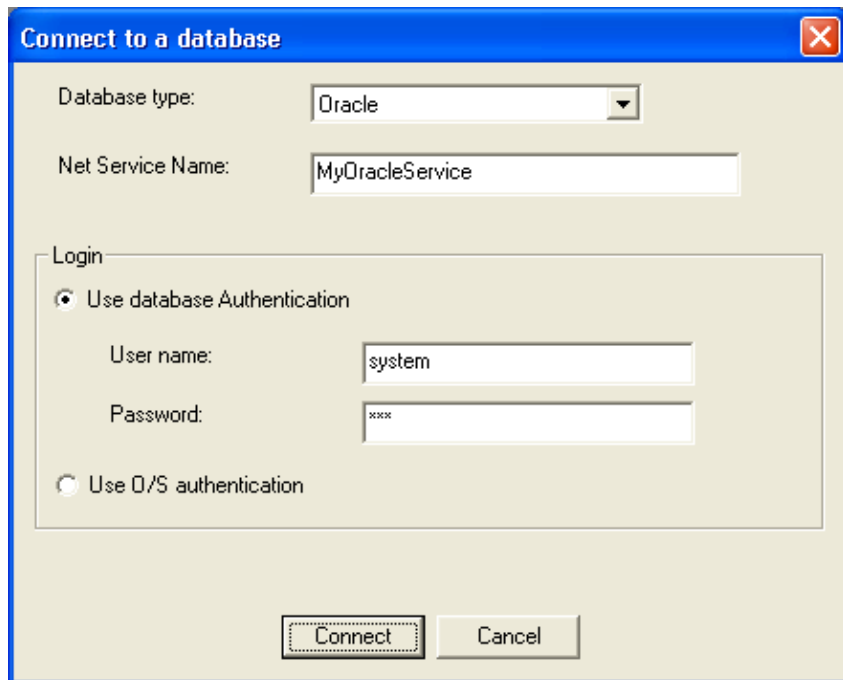 Connect to a database
Database type: Oracle
Net Service Name: MyOracleService
Login
Use database Authentication
User name: system
Password: ×××
Use O/S authentication
Connect Cancel